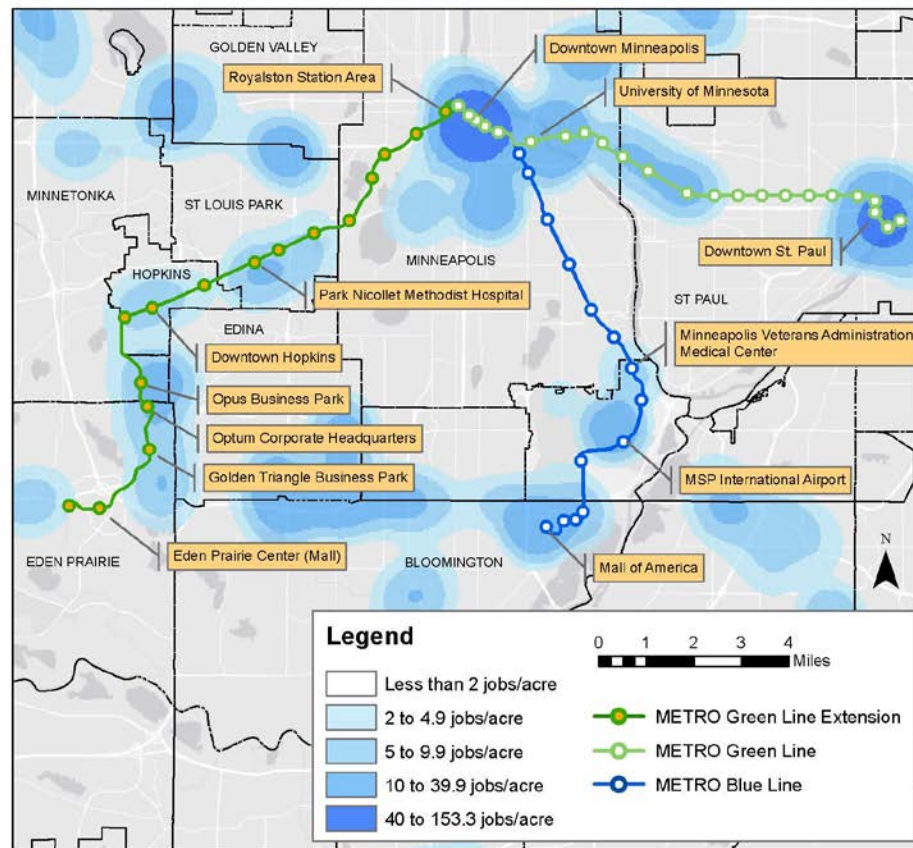 GOLDEN VALLEY
Downtown Minneapolis
Royalston Station Area
University of Minnesota
MINNETONKA
ST LOUIS PARK
HOPKINS
MINNEAPOLIS
Downtown St. Paul
Park Nicollet Methodist Hospital
ST PAUL
EDINA
Minneapolis Veterans Administration
Medical Center
Downtown Hopkins
Opus Business Park
Optum Corporate Headquarters
Golden Triangle Business Park
MSP International Airport
N
EDEN PRAIRIE
Eden Prairie Center (Mall)
BLOOMINGTON
Mall of America
Legend
0 1 2 3 4
Miles
Less than 2 jobs/acre
2 to 4.9 jobs/acre
5 to 9.9 jobs/acre
10 to 39.9 jobs/acre
40 to 153.3 jobs/acre
METRO Green Line Extension
METRO Green Line
METRO Blue Line